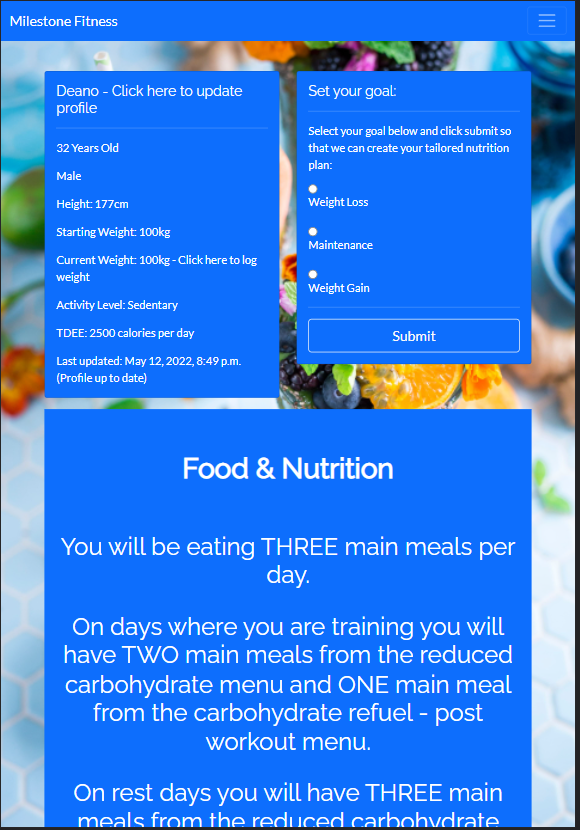 Milestone Fitness
Deano - Click here to update
profile
32 Years Old
Male
Height: 177cm
Starting Weight: 100kg
Current Weight: 100kg - Click here to log
weight
Activity Level: Sedentary
TDEE: 2500 calories per day
Last updated: May 12, 2022, 8:49 p.m.
(Profile up to date)
Set your goal:
Select your goal below and click submit so
that we can create your tailored nutrition
plan:
Weight Loss
Maintenance
Weight Gain
Submit
Food & Nutrition
You will be eating THREE main meals per
day.
On days where you are training you will
have TWO main meals from the reduced
carbohydrate menu and ONE main meal
from the carbohydrate refuel - post
workout menu.
On rest days you will have THREE main
meals from the reduced carbohydrate